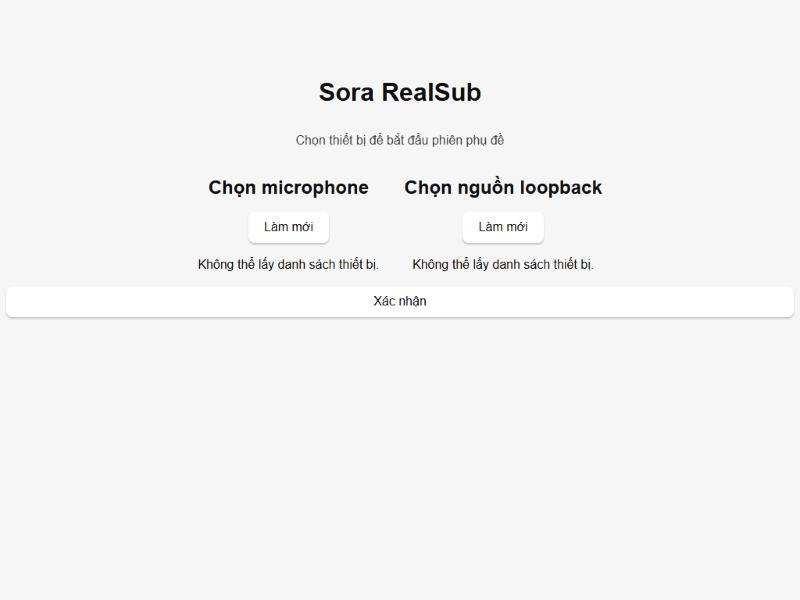 Sora RealSub
Chọn thiết bị để bắt đầu phiên phụ đề
Chọn microphone
Làm mới
Không thể lấy danh sách thiết bị.
Chọn nguồn loopback
Làm mới
Không thể lấy danh sách thiết bị.
Xác nhận